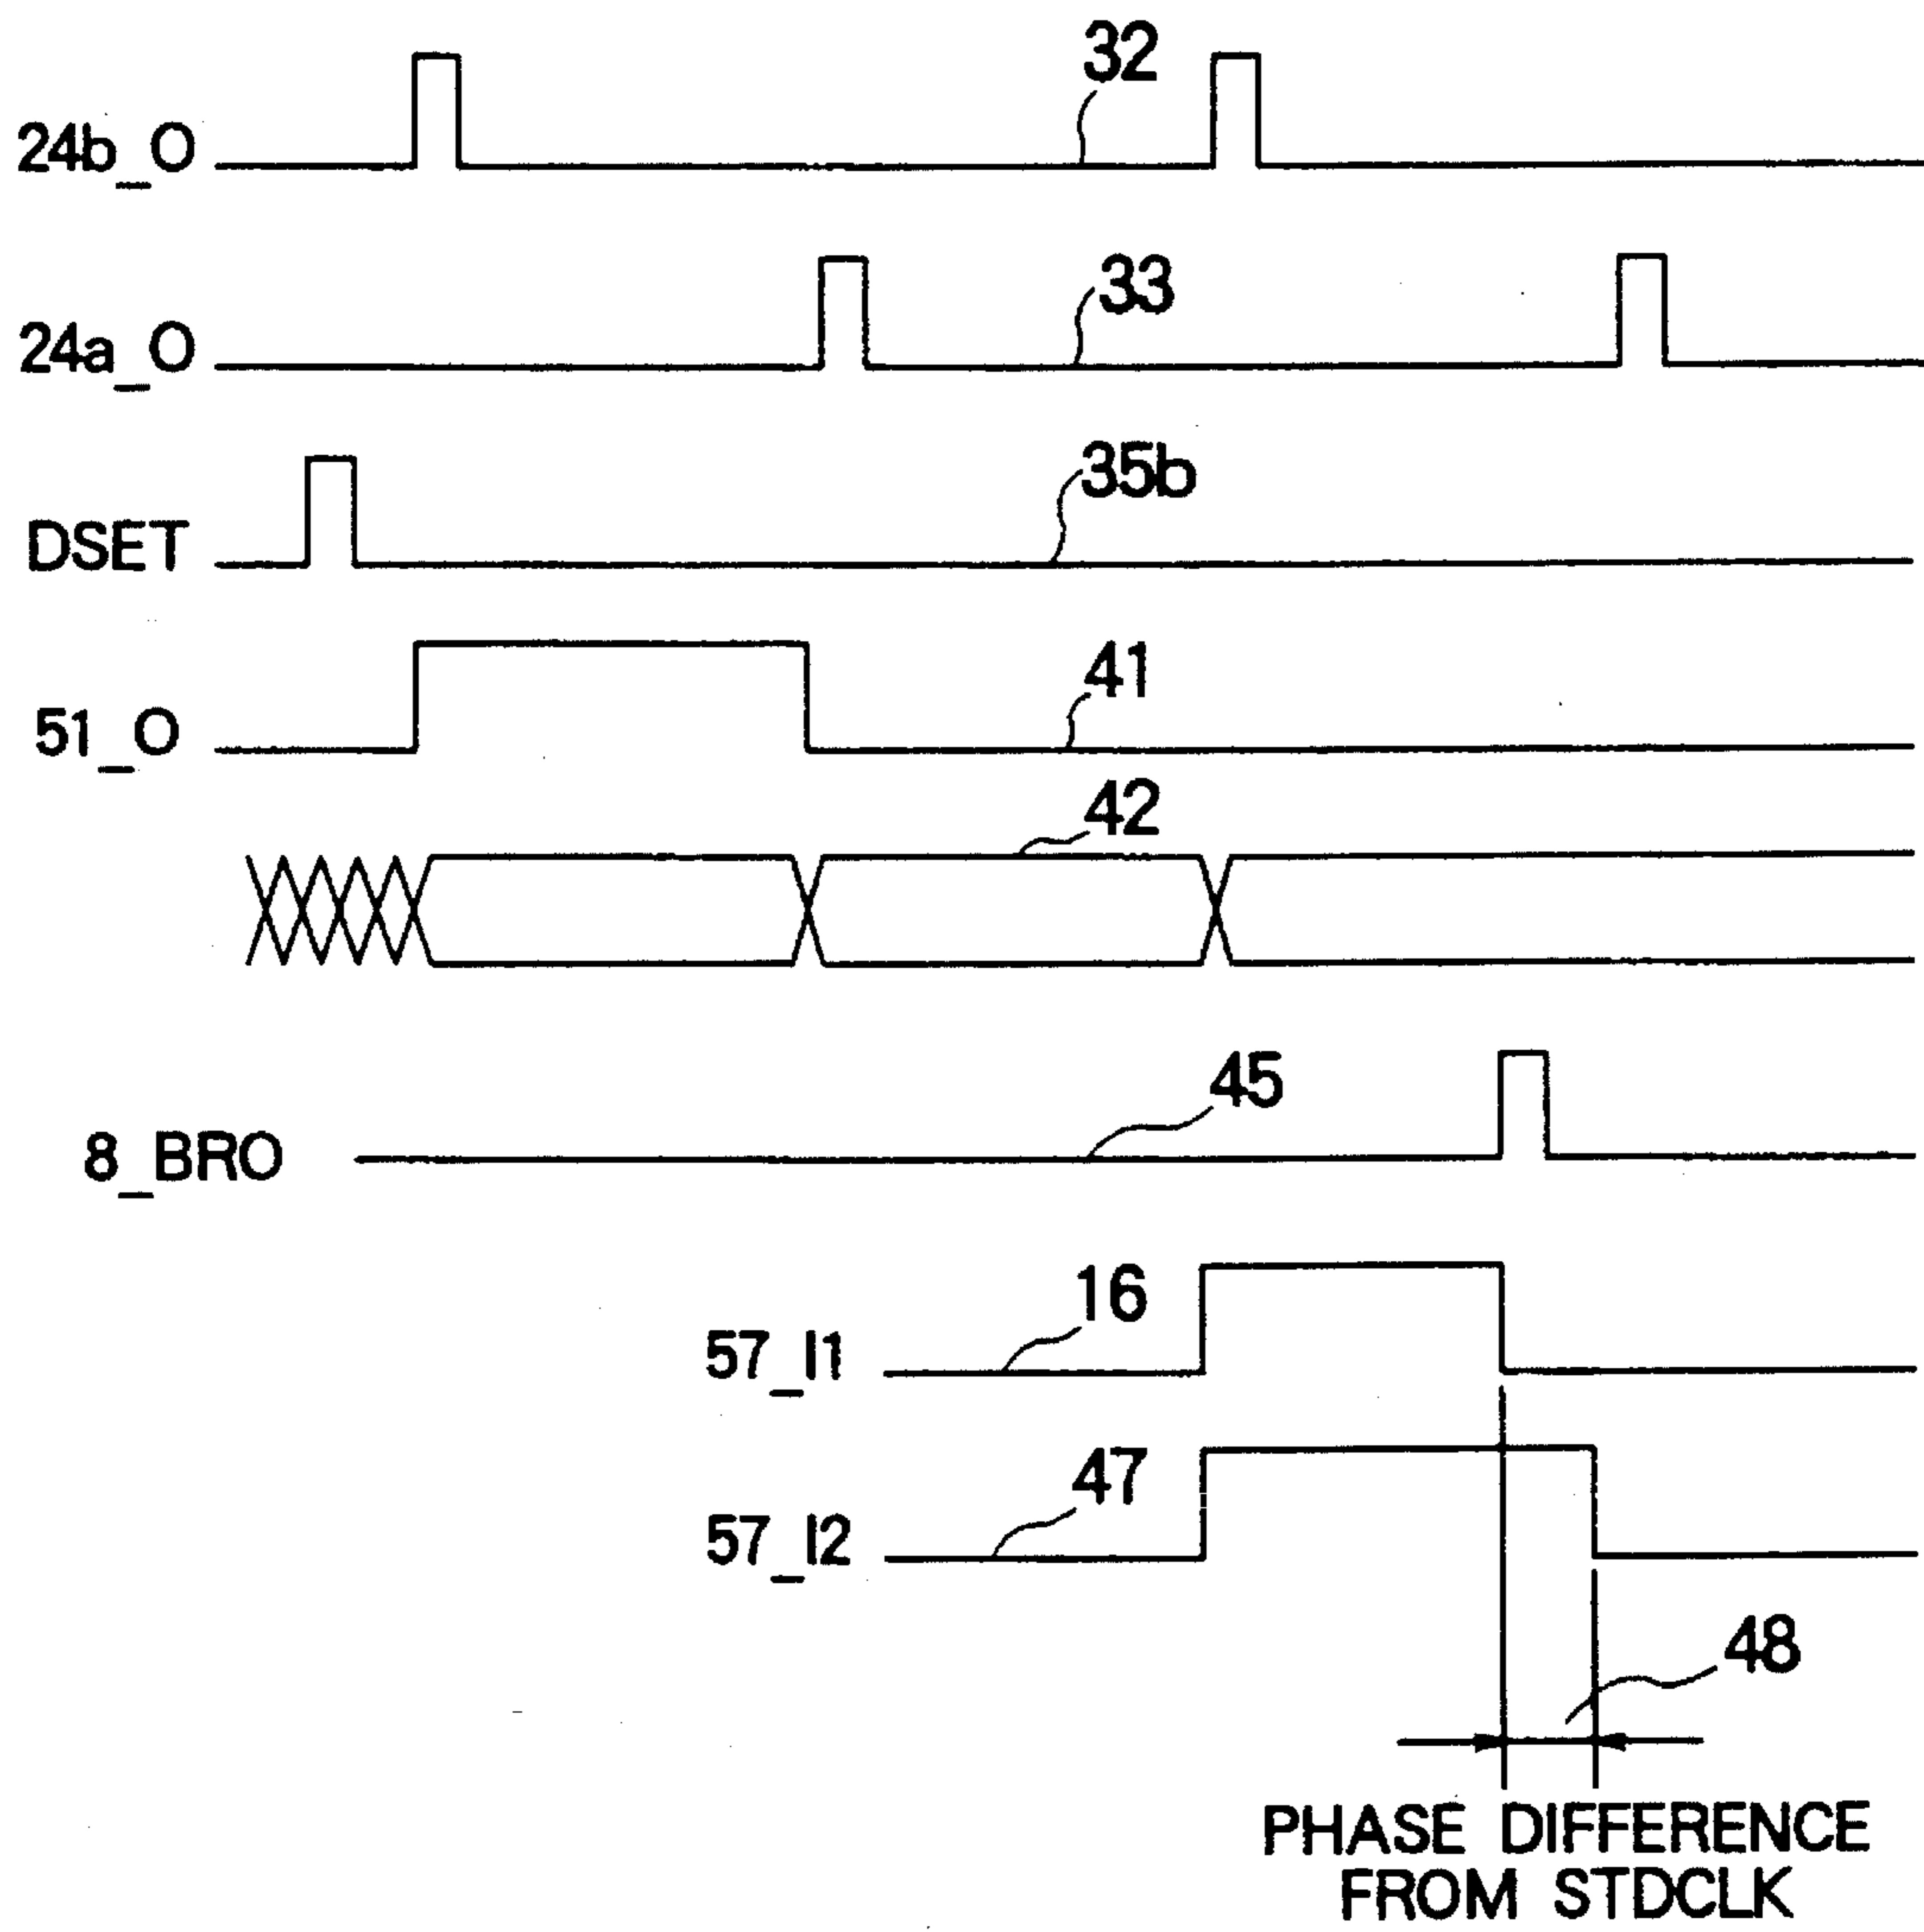 32
24b_O
33
24a_O
35b
DSET
41
51_O
42
45
8_BRO
16
57_I1
47
57_I2
48
PHASE DIFFERENCE
FROM STDCLK